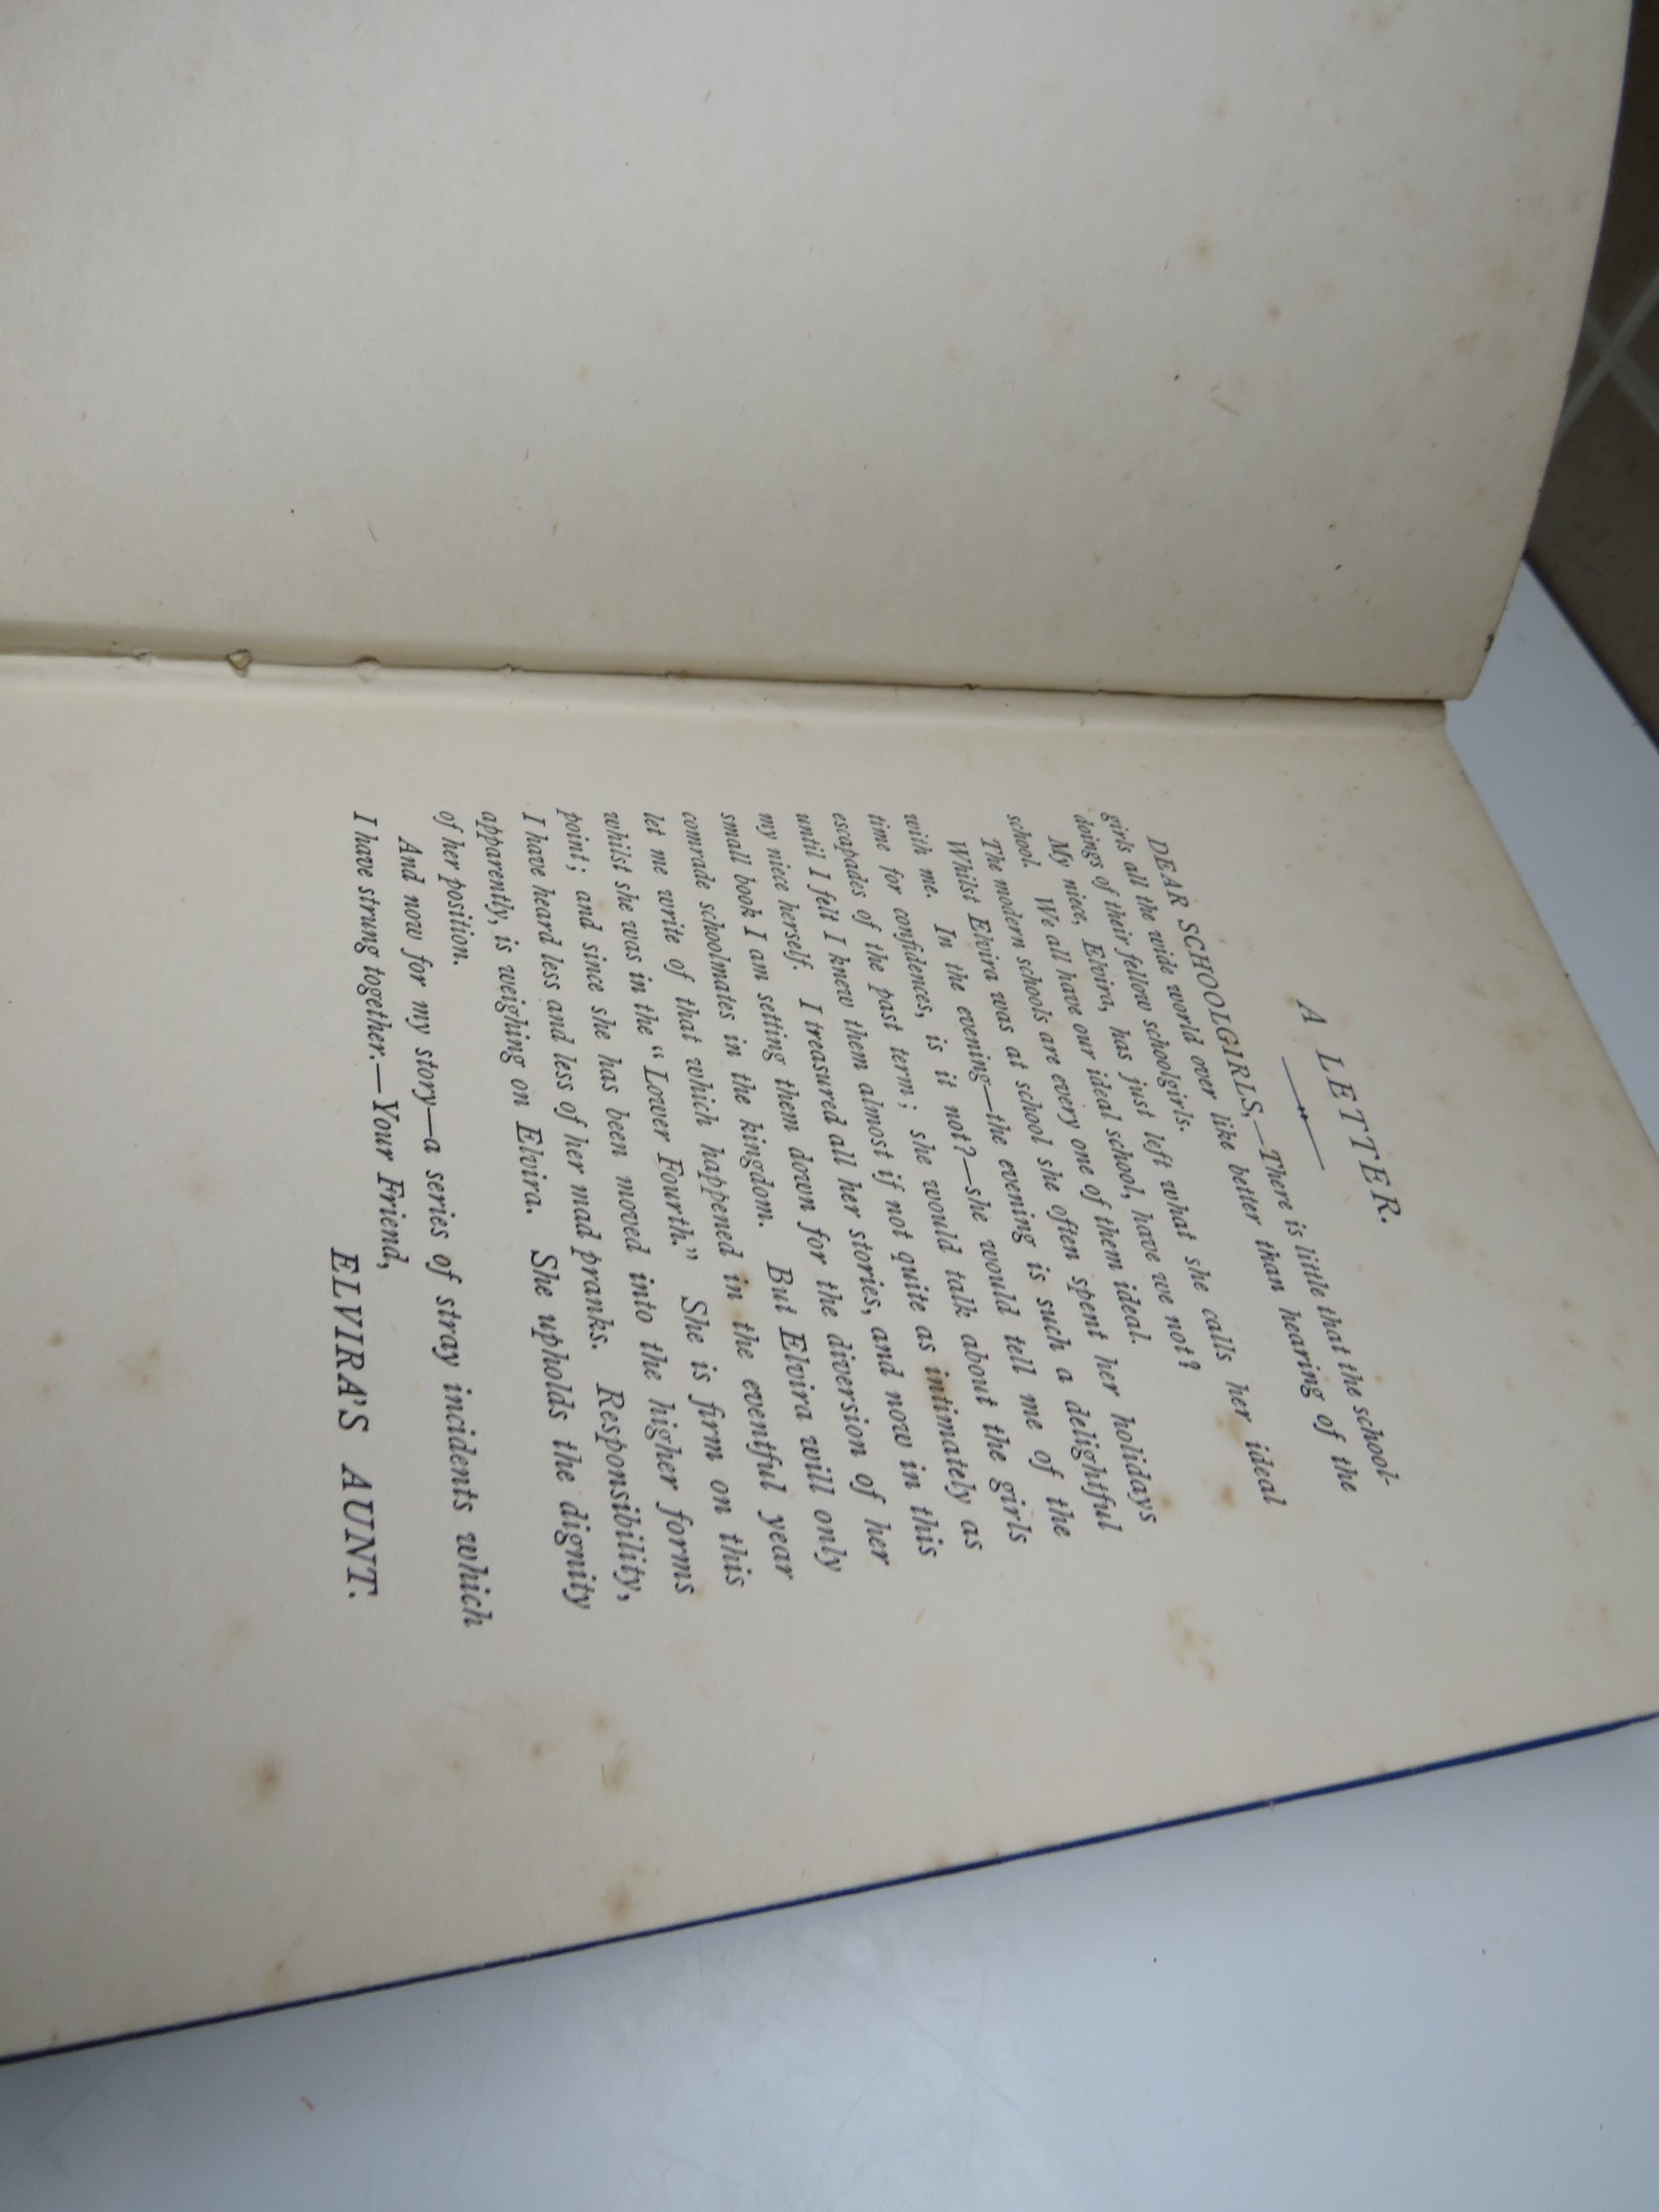 A LETTER.
DEAR SCHOOLGIRLS,—There is little that the school-
girls all the wide world over like better than hearing of the
doings of their fellow schoolgirls.
My niece, Elvira, has just left what she calls her ideal
school. We all have our ideal school, have we not?
The modern schools are every one of them ideal.
Whilst Elvira was at school she often spent her holidays
with me. In the evening—the evening is such a delightful
time for confidences, is it not?—she would tell me of the
escapades of the past term; she would talk about the girls
until I felt I knew them almost if not quite as intimately as
my niece herself. I treasured all her stories, and now in this
small book I am setting them down for the diversion of her
comrade schoolmates in the kingdom. But Elvira will only
let me write of that which happened in the eventful year
whilst she was in the “Lower Fourth.” She is firm on this
point; and since she has been moved into the higher forms
I have heard less and less of her mad pranks. Responsibility,
apparently, is weighing on Elvira. She upholds the dignity
of her position.
And now for my story—a series of stray incidents which
I have strung together.—Your Friend,
ELVIRA'S AUNT.